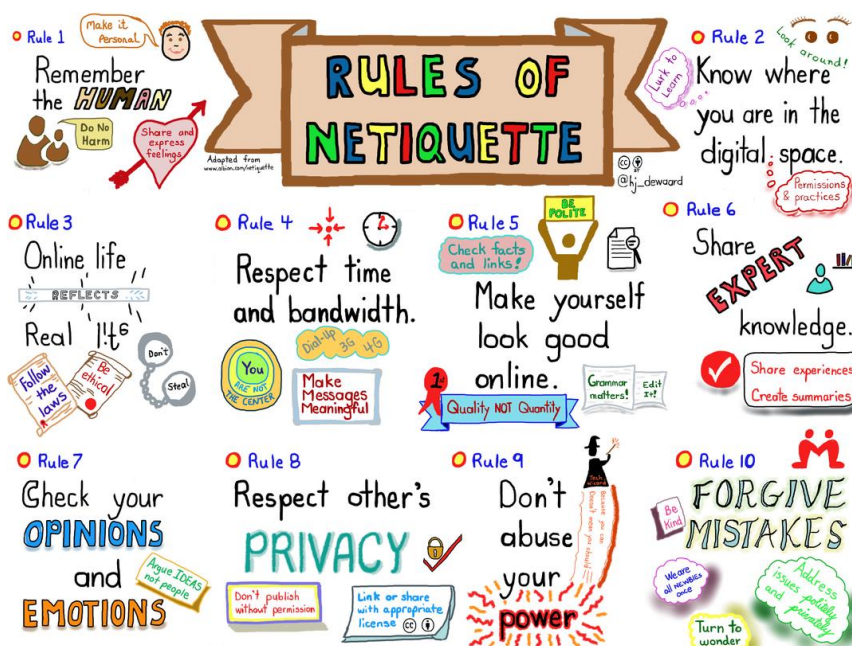 RULES OF
NETIQUETTE
Adapted from
www.albion.com/netiquette
@hj_dewaard
Rule 1
Make it
Personal
Remember
the HUMAN
Do No
Harm
Share and
express
feelings
Rule 2
Look around!
Lurk to
Learn
Know where
you are in the
digital space.
Permissions
& practices
Rule 3
Online life
REFLECTS
Real life
Follow
the
laws
Be
ethical
Don't
Steal
Rule 4
Respect time
and bandwidth.
You
ARE NOT
THE CENTER
Dial-up
3G
4G
Make
Messages
Meaningful
Rule 5
BE
POLITE
Check facts
and links!
Make yourself
look good
online.
1st
Quality NOT Quantity
Grammar
matters!
Edit
It!
Rule 6
Share
EXPERT
knowledge.
Share experiences
Create summaries
Rule 7
Check your
OPINIONS
and
EMOTIONS
Argue IDEAS
not people
Rule 8
Respect other's
PRIVACY
Don't publish
without permission
Link or share
with appropriate
license
Rule 9
Tech
Wizard
Don't
abuse
your
power
Because you can
Doesn't mean you should
Rule 10
Be
Kind
FORGIVE
MISTAKES
We are
all NEWBIES
once
Address
issues politely
and privately
Turn to
wonder